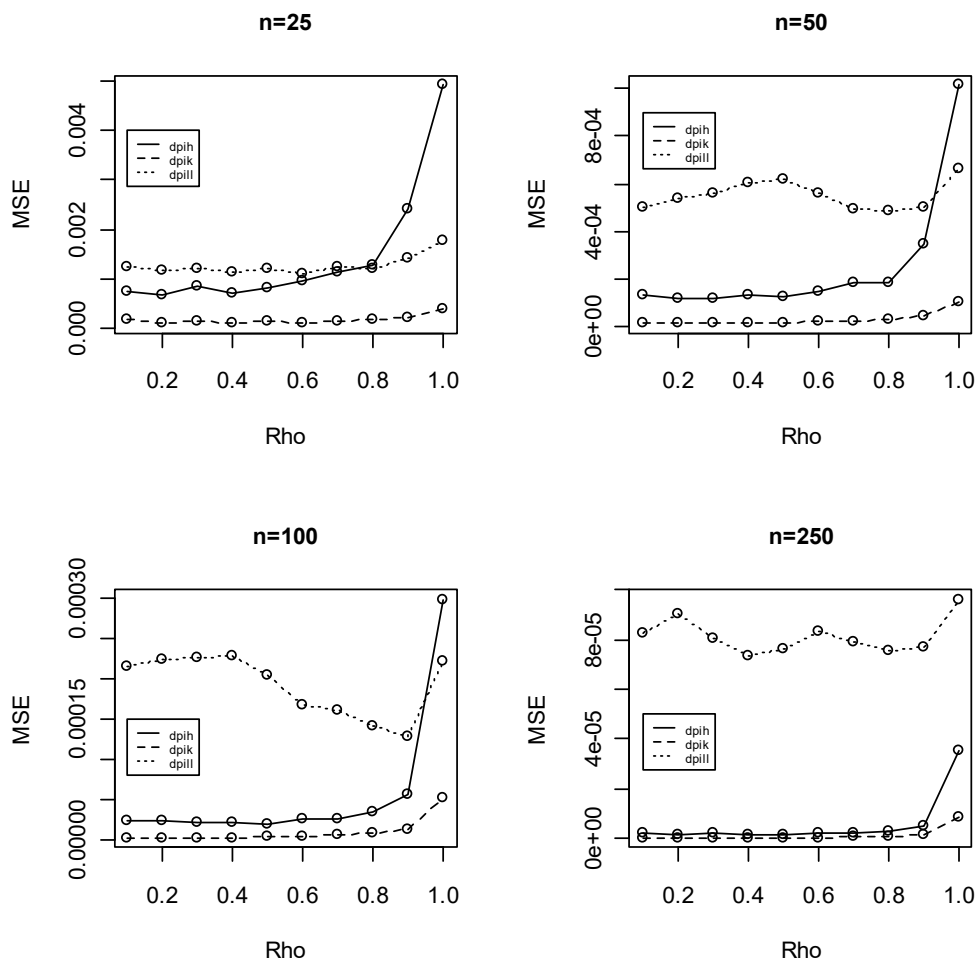 n=25
MSE
0.004
0.002
0.000
dpih
dpik
dpill
0.2 0.4 0.6 0.8 1.0
Rho
n=50
MSE
8e-04
4e-04
0e+00
dpih
dpik
dpill
0.2 0.4 0.6 0.8 1.0
Rho
n=100
MSE
0.00030
0.00015
0.00000
dpih
dpik
dpill
0.2 0.4 0.6 0.8 1.0
Rho
n=250
MSE
8e-05
4e-05
0e+00
dpih
dpik
dpill
0.2 0.4 0.6 0.8 1.0
Rho